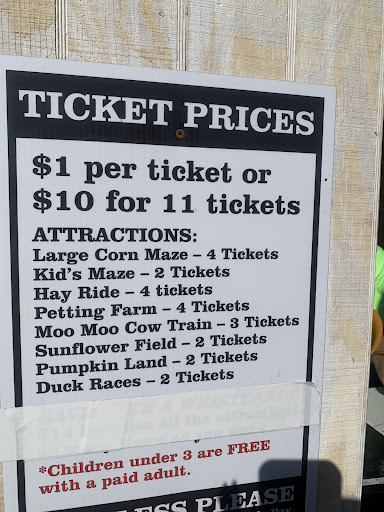 TICKET PRICES
$1 per ticket or
$10 for 11 tickets
ATTRACTIONS:
Large Corn Maze – 4 Tickets
Kid's Maze – 2 Tickets
Hay Ride – 4 tickets
Petting Farm – 4 Tickets
Moo Moo Cow Train – 3 Tickets
Sunflower Field – 2 Tickets
Pumpkin Land – 2 Tickets
Duck Races – 2 Tickets
*Children under 3 are FREE
with a paid adult.
PLEASE